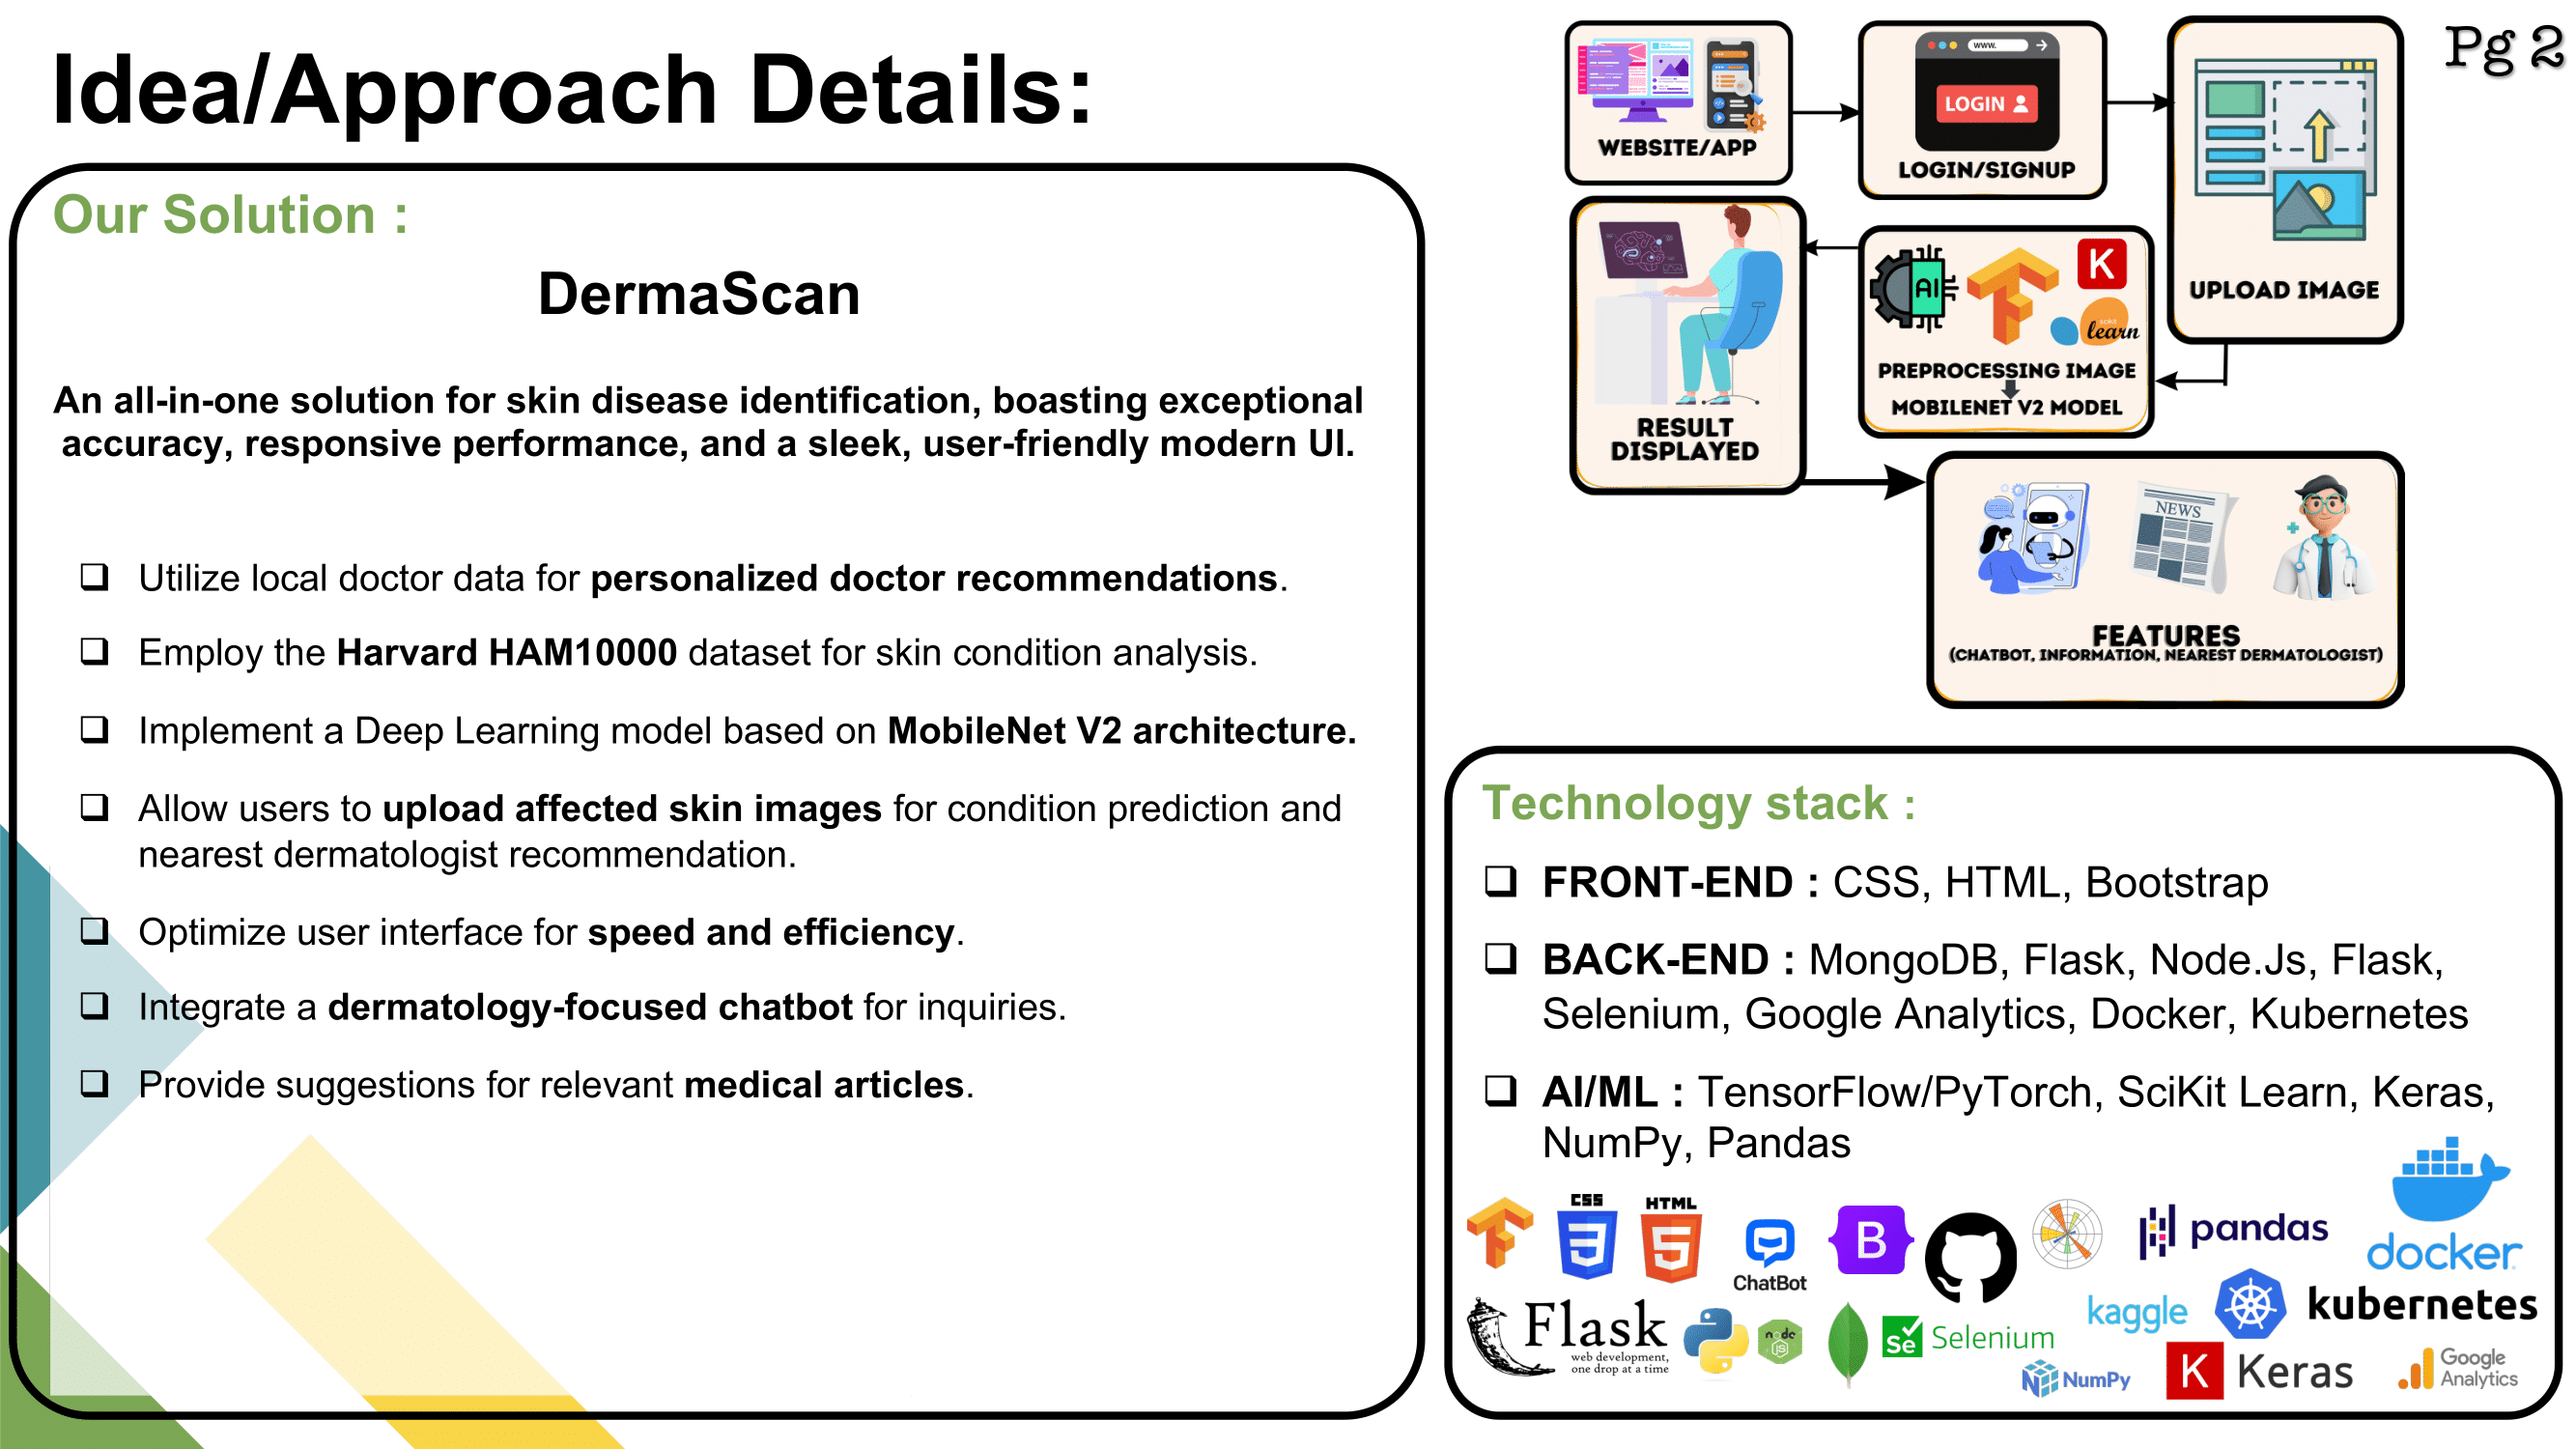 Idea/Approach Details:
Pg 2
Our Solution :
DermaScan
An all-in-one solution for skin disease identification, boasting exceptional
accuracy, responsive performance, and a sleek, user-friendly modern UI.
❑ Utilize local doctor data for personalized doctor recommendations.
❑ Employ the Harvard HAM10000 dataset for skin condition analysis.
❑ Implement a Deep Learning model based on MobileNet V2 architecture.
❑ Allow users to upload affected skin images for condition prediction and
nearest dermatologist recommendation.
❑ Optimize user interface for speed and efficiency.
❑ Integrate a dermatology-focused chatbot for inquiries.
❑ Provide suggestions for relevant medical articles.
WEBSITE/APP
www.
LOGIN
LOGIN/SIGNUP
UPLOAD IMAGE
AI
K
scikit
learn
PREPROCESSING IMAGE
MOBILENET V2 MODEL
RESULT
DISPLAYED
NEWS
FEATURES
(CHATBOT, INFORMATION, NEAREST DERMATOLOGIST)
Technology stack :
❑ FRONT-END : CSS, HTML, Bootstrap
❑ BACK-END : MongoDB, Flask, Node.Js, Flask,
Selenium, Google Analytics, Docker, Kubernetes
❑ AI/ML : TensorFlow/PyTorch, SciKit Learn, Keras,
NumPy, Pandas
CSS
3
HTML
5
ChatBot
B
pandas
docker
Flask
web development,
one drop at a time
node
JS
Se
Selenium
kaggle
kubernetes
NumPy
K
Keras
Google
Analytics